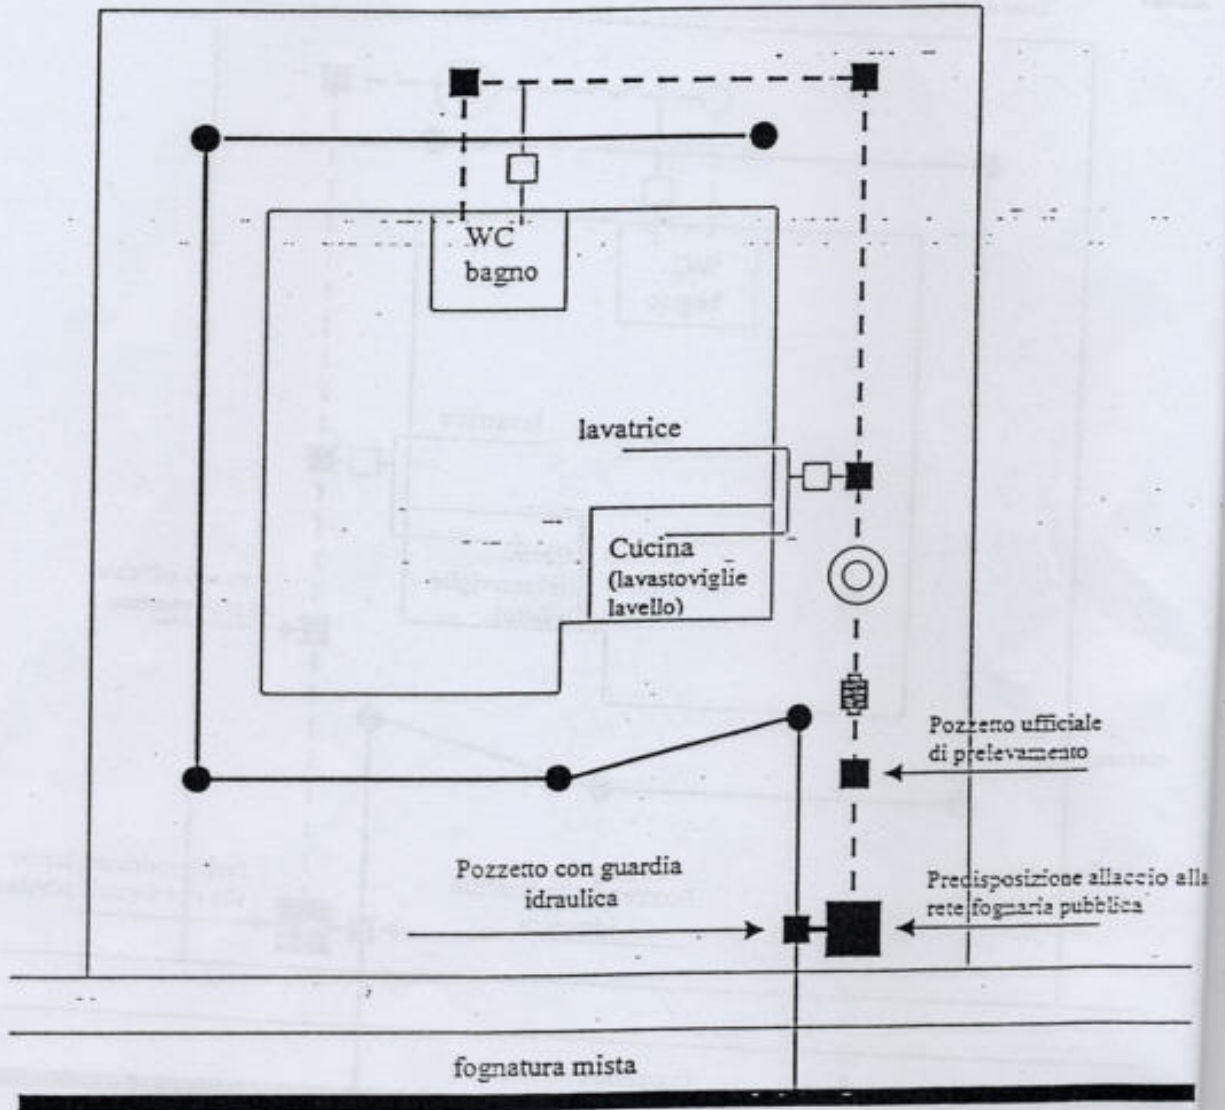 WC
bagno
lavatrice
Cucina
(lavastoviglie
lavello)
Pozzetto ufficiale
di prelevamento
Pozzetto con guardia
idraulica
Predisposizione allaccio alla
rete fognaria pubblica
fognatura mista